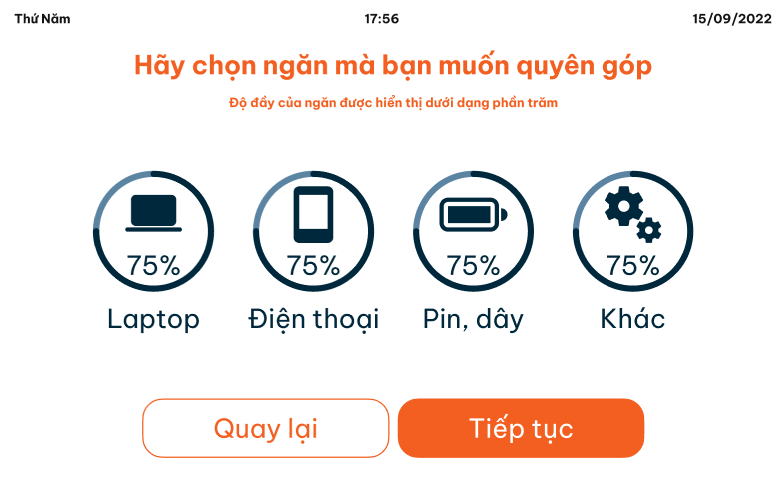 Thứ Năm 17:56 15/09/2022
Hãy chọn ngăn mà bạn muốn quyên góp
Độ đầy của ngăn được hiển thị dưới dạng phần trăm
75% 75% 75% 75%
Laptop Điện thoại Pin, dây Khác
Quay lại Tiếp tục